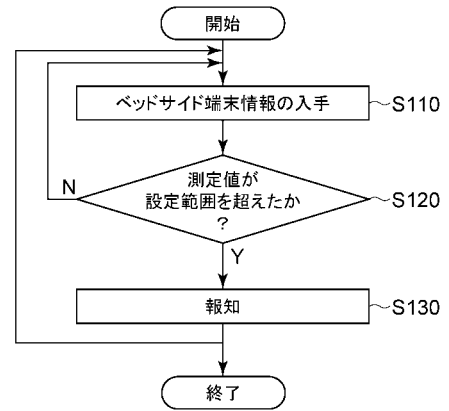 開始
ベッドサイド端末情報の入手
S110
測定値が
設定範囲を超えたか
?
S120
N
Y
報知
S130
終了